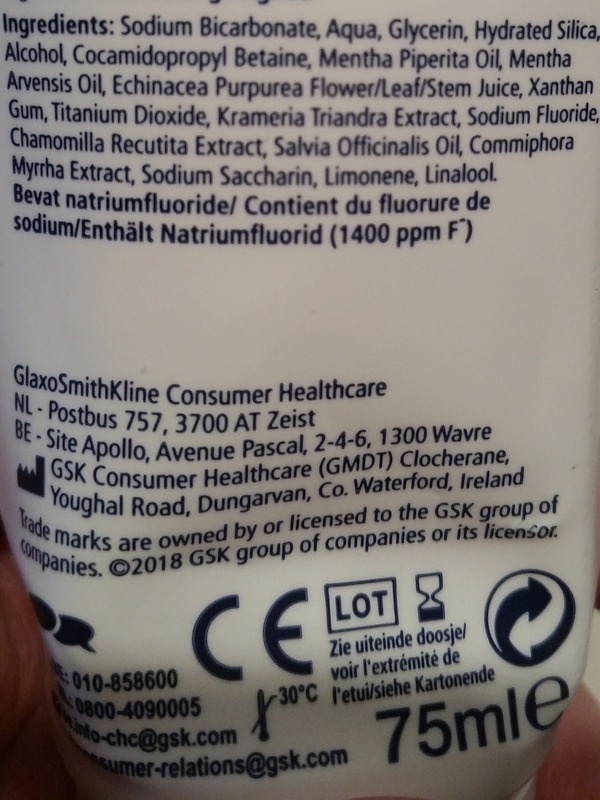 Ingredients: Sodium Bicarbonate, Aqua, Glycerin, Hydrated Silica,
Alcohol, Cocamidopropyl Betaine, Mentha Piperita Oil, Mentha
Arvensis Oil, Echinacea Purpurea Flower/Leaf/Stem Juice, Xanthan
Gum, Titanium Dioxide, Krameria Triandra Extract, Sodium Fluoride,
Chamomilla Recutita Extract, Salvia Officinalis Oil, Commiphora
Myrrha Extract, Sodium Saccharin, Limonene, Linalool.
Bevat natriumfluoride/ Contient du fluorure de
sodium/Enthält Natriumfluorid (1400 ppm F⁻)
GlaxoSmithKline Consumer Healthcare
NL - Postbus 757, 3700 AT Zeist
BE - Site Apollo, Avenue Pascal, 2-4-6, 1300 Wavre
GSK Consumer Healthcare (GMDT) Clocherane,
Youghal Road, Dungarvan, Co. Waterford, Ireland
Trade marks are owned by or licensed to the GSK group of
companies. ©2018 GSK group of companies or its licensor.
CE
LOT
Zie uiteinde doosje/
voir l'extrémité de
l'etui/siehe Kartonende
010-858600
0800-4090005
30°C
.info-chc@gsk.com
sumer-relations@gsk.com
75ml e